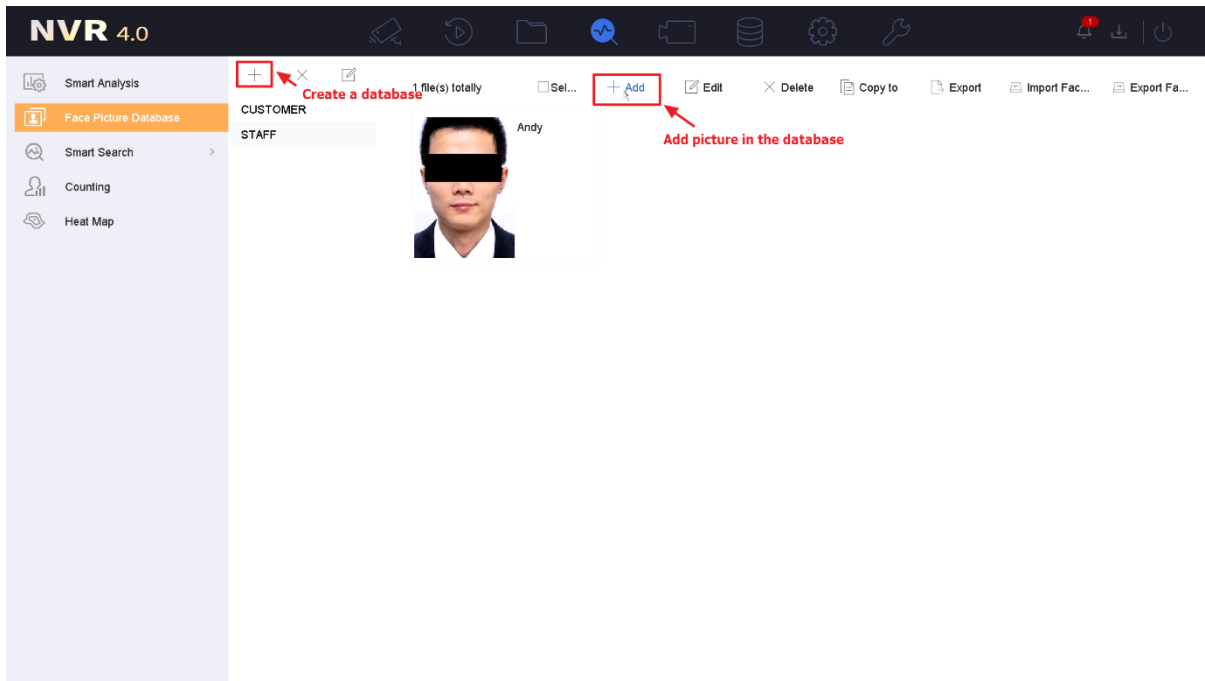 NVR 4.0
1
Smart Analysis
Face Picture Database
Smart Search
Counting
Heat Map
Create a database
CUSTOMER
STAFF
1 file(s) totally
Sel...
Add
Edit
Delete
Copy to
Export
Import Fac...
Export Fa...
Andy
Add picture in the database